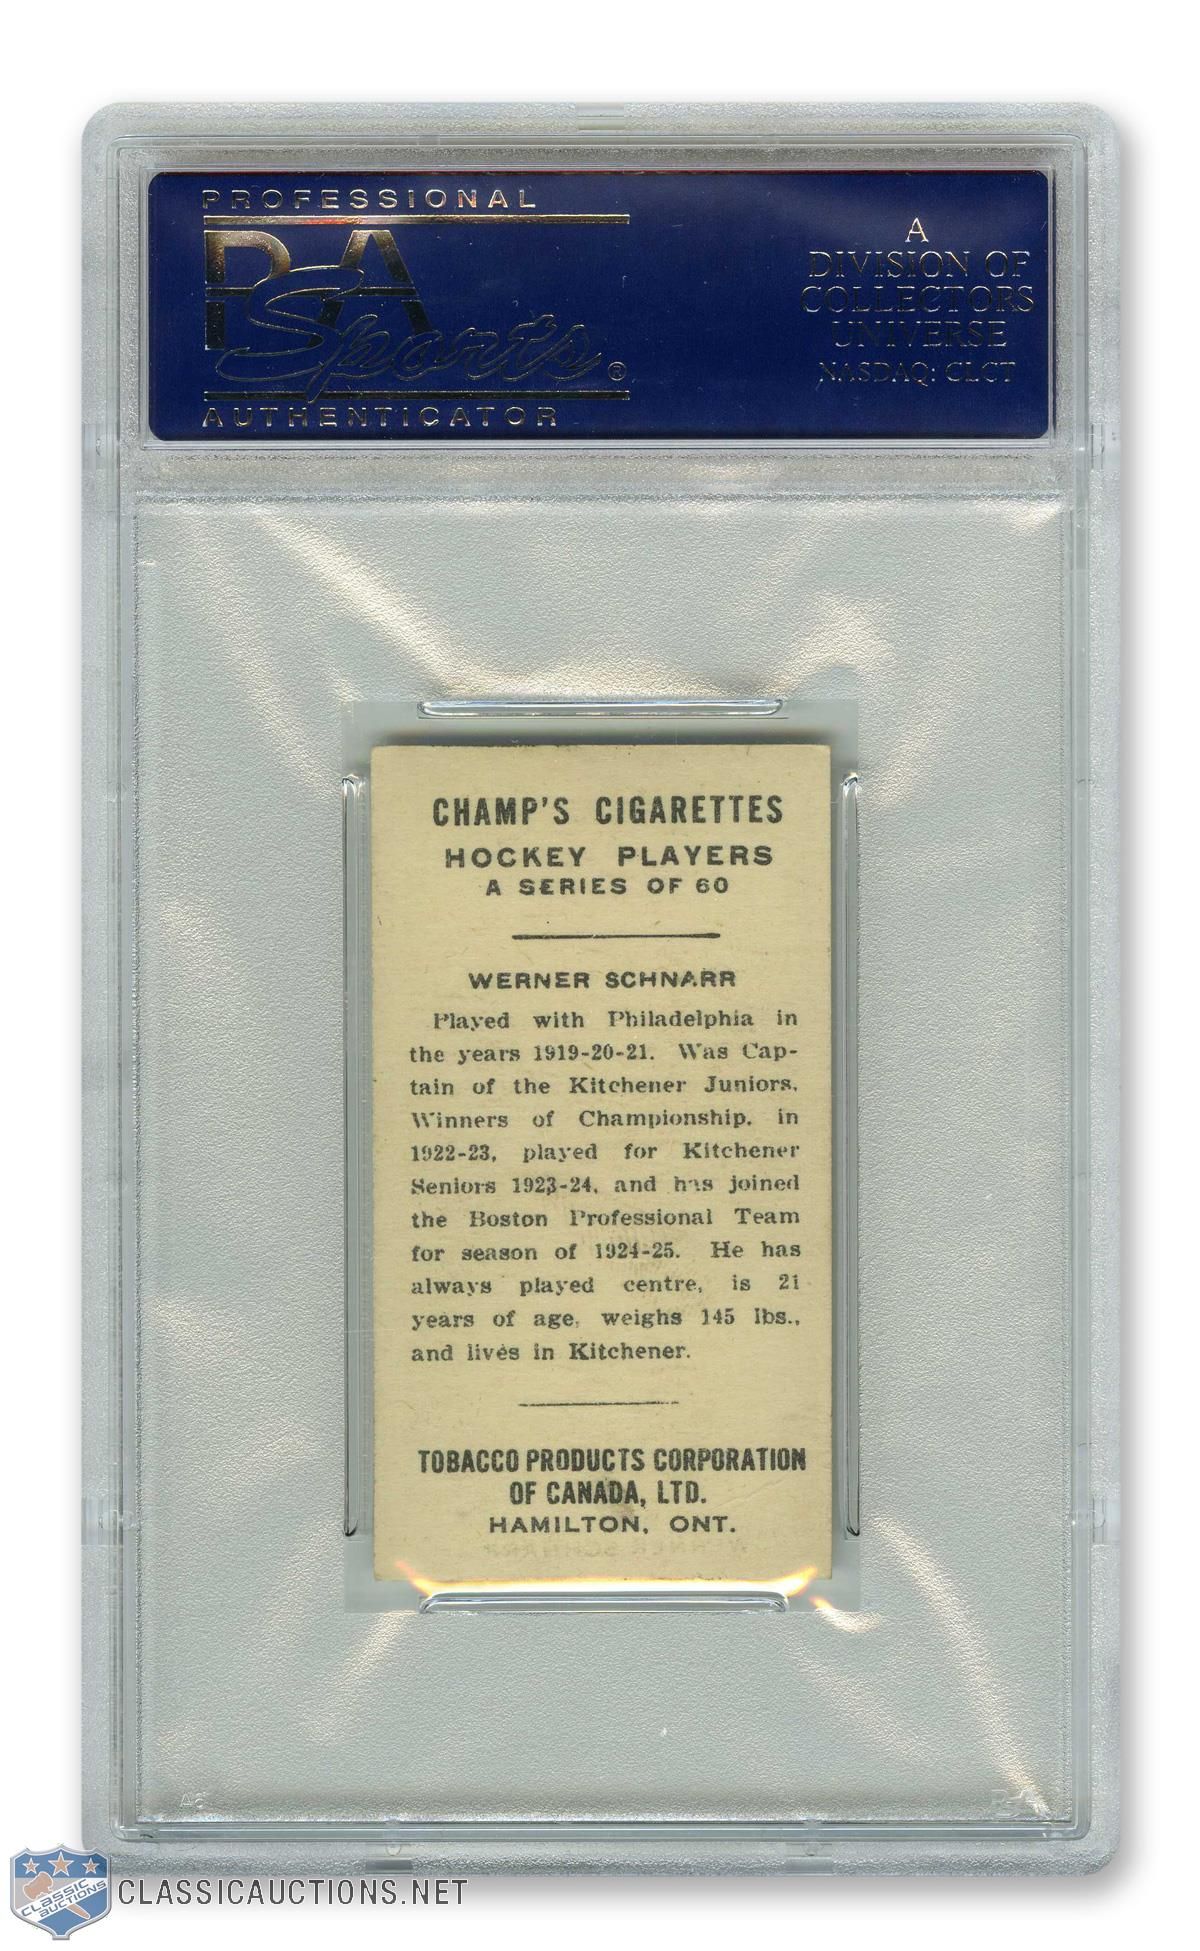 PROFESSIONAL
PSA
Sports®
AUTHENTICATOR
A
DIVISION OF
COLLECTORS
UNIVERSE
NASDAQ: CLCT
CHAMP'S CIGARETTES
HOCKEY PLAYERS
A SERIES OF 60
WERNER SCHNARR
Played with Philadelphia in
the years 1919-20-21. Was Cap-
tain of the Kitchener Juniors,
Winners of Championship, in
1922-23, played for Kitchener
Seniors 1923-24, and has joined
the Boston Professional Team
for season of 1924-25. He has
always played centre, is 21
years of age, weighs 145 lbs.,
and lives in Kitchener.
TOBACCO PRODUCTS CORPORATION
OF CANADA, LTD.
HAMILTON, ONT.
CLASSIC
AUCTIONS
CLASSICAUCTIONS.NET